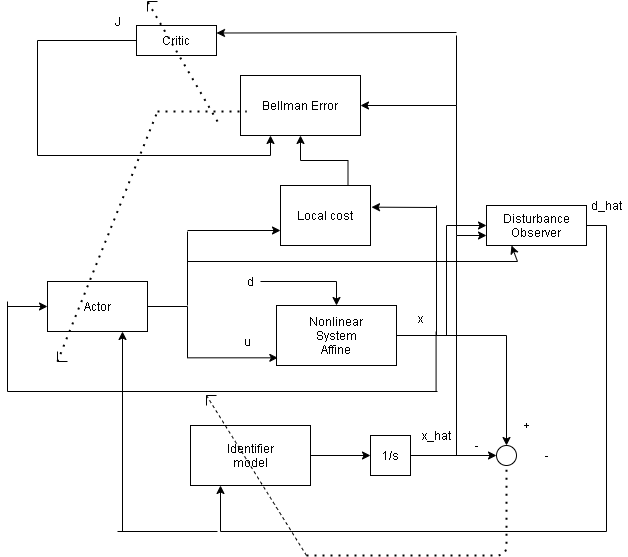 J
Critic
Bellman Error
Local cost
d_hat
Disturbance
Observer
Actor
d
Nonlinear
System
Affine
x
u
+
x_hat
-
-
Identifier
model
1/s